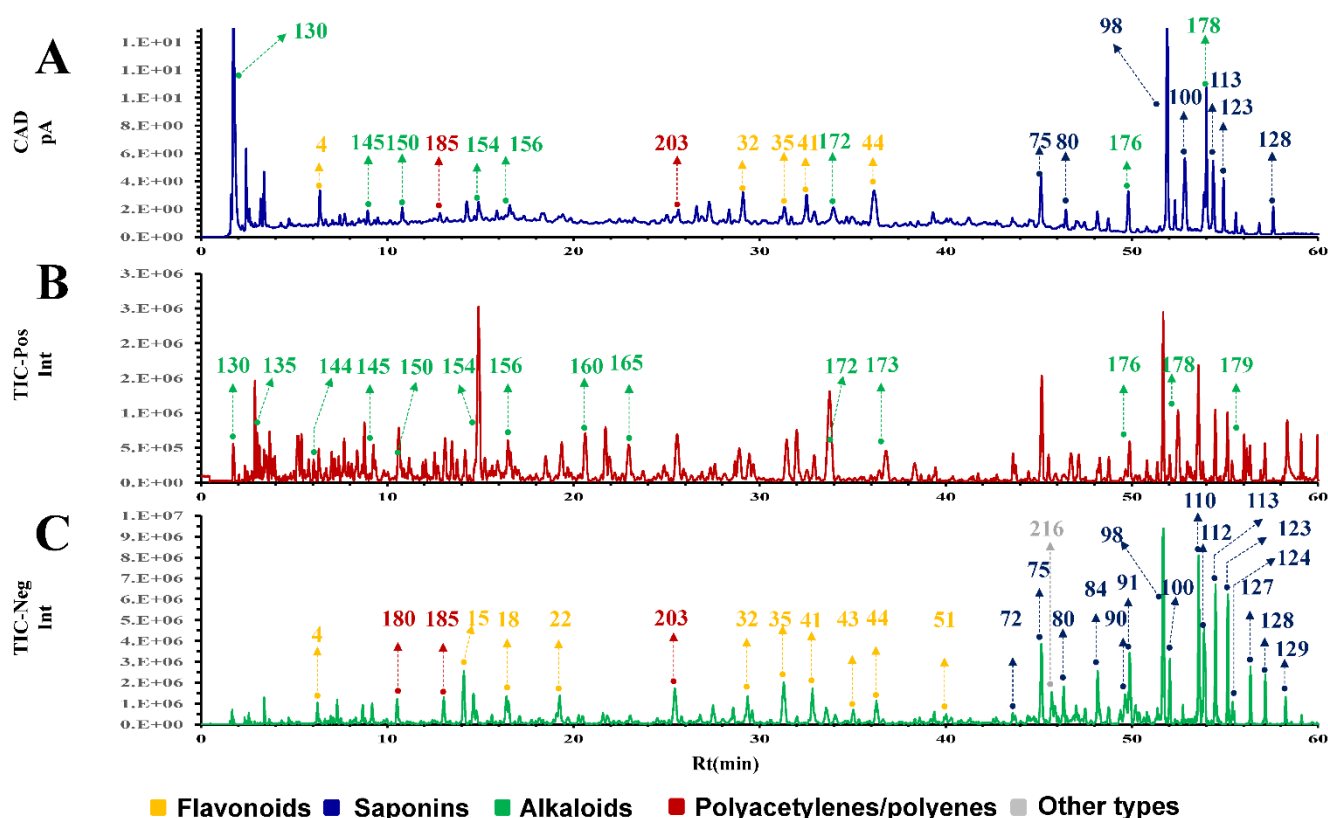 A
CAD
pA
1.E+01
1.E+01
8.E+00
6.E+00
4.E+00
2.E+00
0.E+00
130
4
145
150
185
154
156
203
32
35
41
172
44
75
80
176
98
178
100
113
123
128
0 10 20 30 40 50 60
B
TIC-Pos
Int
3.E+06
3.E+06
2.E+06
2.E+06
1.E+06
5.E+05
0.E+00
130
135
144
145
150
154
156
160
165
172
173
176
178
179
0 10 20 30 40 50 60
C
TIC-Neg
Int
1.E+07
9.E+06
8.E+06
7.E+06
6.E+06
5.E+06
4.E+06
3.E+06
2.E+06
1.E+06
0.E+00
4
180
185
15
18
22
203
32
35
41
43
44
51
72
75
216
80
84
90
91
98
100
110
112
113
123
124
127
128
129
0 10 20 30 40 50 60
Rt(min)
Flavonoids Saponins Alkaloids Polyacetylenes/polyenes Other types